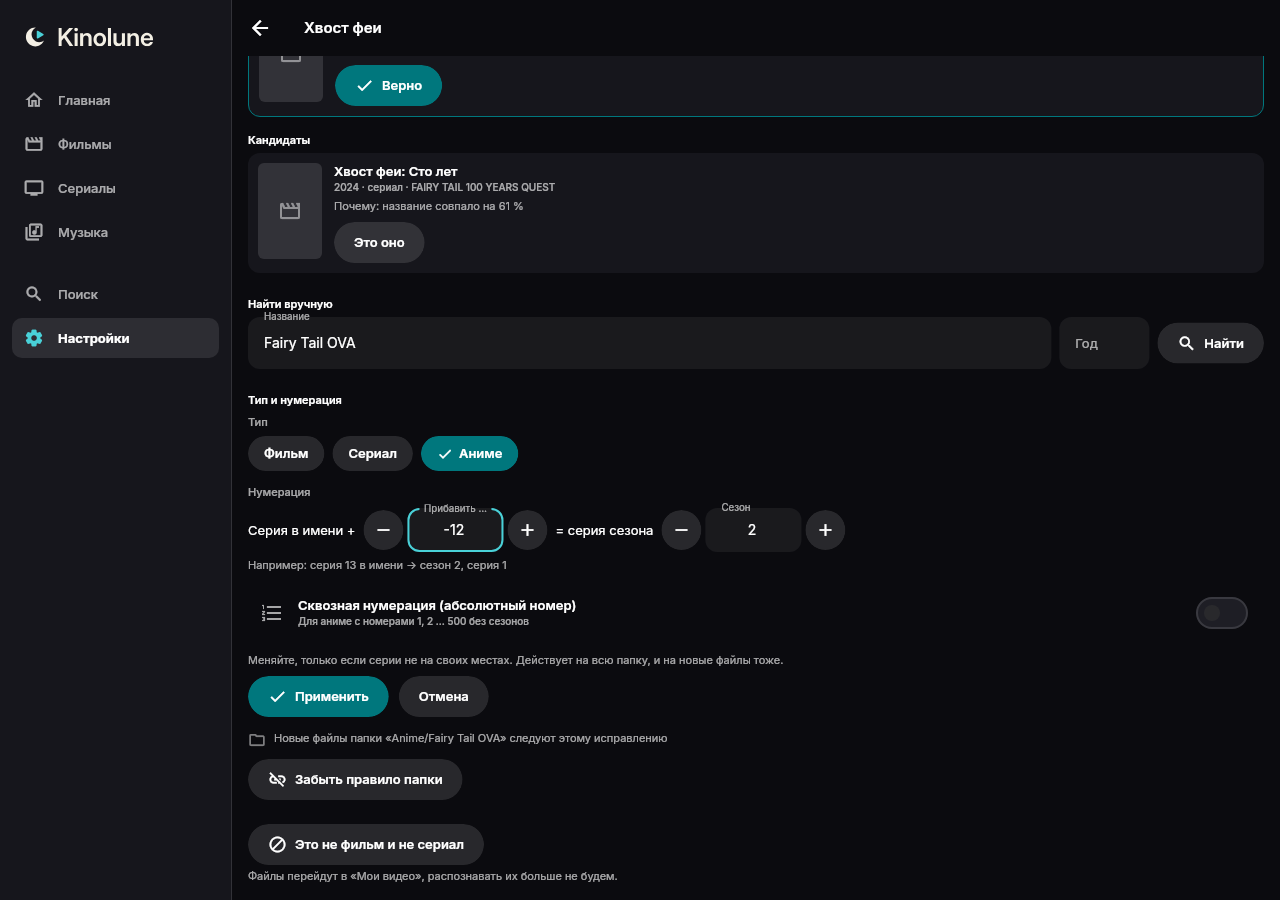 Kinolune
Хвост феи
Главная
Фильмы
Сериалы
Музыка
Поиск
Настройки
Верно
Кандидаты
Хвост феи: Сто лет
2024 · сериал · FAIRY TAIL 100 YEARS QUEST
Почему: название совпало на 61 %
Это оно
Найти вручную
Название
Fairy Tail OVA
Год
Найти
Тип и нумерация
Тип
Фильм
Сериал
Аниме
Нумерация
Прибавить ...
Сезон
Серия в имени + − -12 + = серия сезона − 2 +
Например: серия 13 в имени → сезон 2, серия 1
Сквозная нумерация (абсолютный номер)
Для аниме с номерами 1, 2 ... 500 без сезонов
Меняйте, только если серии не на своих местах. Действует на всю папку, и на новые файлы тоже.
Применить
Отмена
Новые файлы папки «Anime/Fairy Tail OVA» следуют этому исправлению
Забыть правило папки
Это не фильм и не сериал
Файлы перейдут в «Мои видео», распознавать их больше не будем.